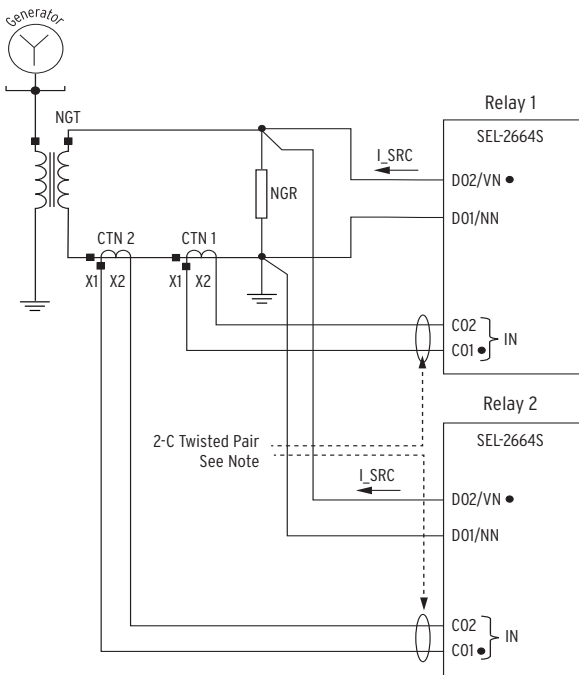 Generator
NGT
NGR
CTN 2
CTN 1
X1 X2
X1 X2
Relay 1
SEL-2664S
I_SRC
D02/VN
D01/NN
C02
C01
IN
2-C Twisted Pair
See Note
Relay 2
SEL-2664S
I_SRC
D02/VN
D01/NN
C02
C01
IN